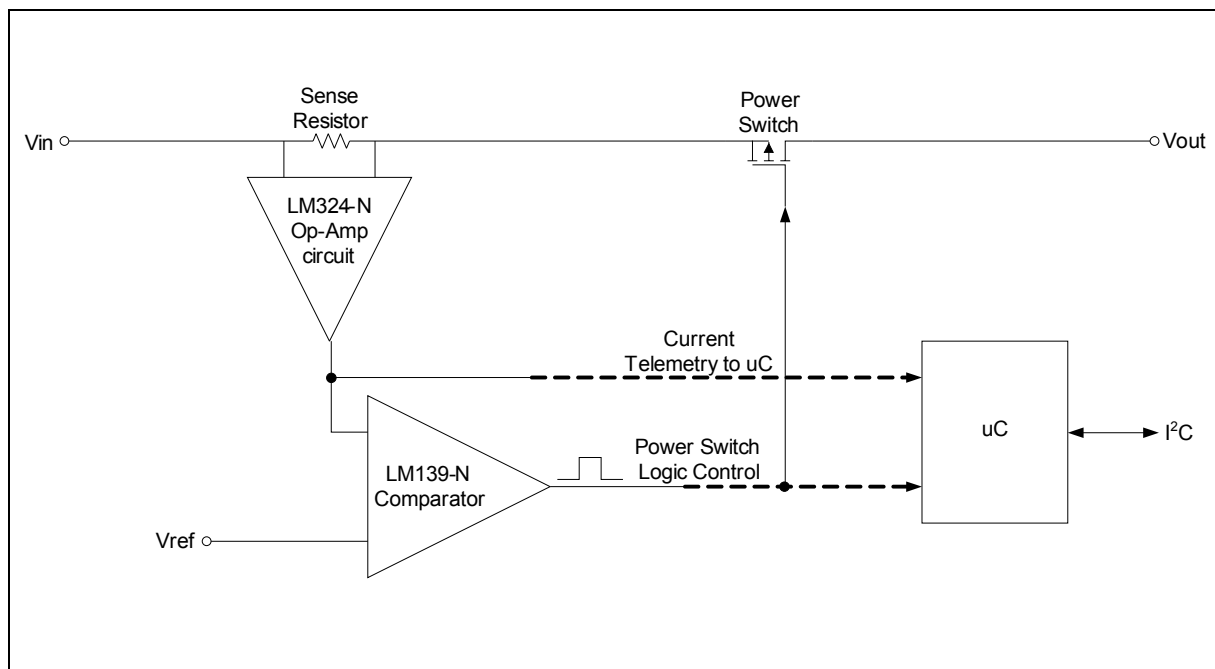 Sense
Resistor
Power
Switch
Vin
Vout
LM324-N
Op-Amp
circuit
Current
Telemetry to uC
uC
I²C
Power Switch
Logic Control
LM139-N
Comparator
Vref